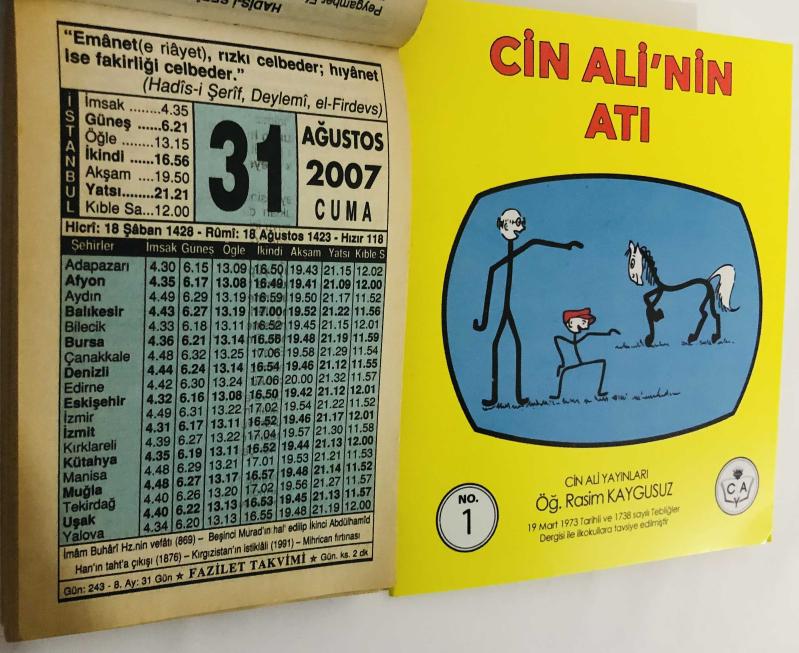 HADÎS-İ ŞERÎF
Peygamber
“Emânet(e riâyet), rızkı celbeder; hıyânet
ise fakirliği celbeder.”
(Hadîs-i Şerîf, Deylemî, el-Firdevs)
İSTANBUL
İmsak ........4.35
Güneş ......6.21
Öğle ........13.15
İkindi ......16.56
Akşam .....19.50
Yatsı........21.21
Kıble Sa...12.00
31
AĞUSTOS
2007
CUMA
Hicrî: 18 Şâban 1428 - Rûmî: 18 Ağustos 1423 - Hızır 118
Şehirler İmsak Güneş Öğle İkindi Akşam Yatsı Kıble S
Adapazarı 4.30 6.15 13.09 16.50 19.43 21.15 12.02
Afyon 4.35 6.17 13.08 16.49 19.41 21.09 12.00
Aydın 4.49 6.29 13.19 16.59 19.50 21.17 11.52
Balıkesir 4.43 6.27 13.19 17.00 19.52 21.22 11.56
Bilecik 4.33 6.18 13.11 16.52 19.45 21.15 12.01
Bursa 4.36 6.21 13.14 16.56 19.48 21.19 11.59
Çanakkale 4.48 6.32 13.25 17.06 19.58 21.29 11.54
Denizli 4.44 6.24 13.14 16.54 19.46 21.12 11.55
Edirne 4.42 6.30 13.24 17.06 20.00 21.32 11.57
Eskişehir 4.32 6.16 13.08 16.50 19.42 21.12 12.01
İzmir 4.49 6.31 13.22 17.02 19.54 21.22 11.52
İzmit 4.31 6.17 13.11 16.52 19.46 21.17 12.01
Kırklareli 4.39 6.27 13.22 17.04 19.57 21.30 11.58
Kütahya 4.35 6.19 13.11 16.52 19.44 21.13 12.00
Manisa 4.48 6.29 13.21 17.01 19.53 21.21 11.53
Muğla 4.48 6.27 13.17 16.57 19.48 21.14 11.52
Tekirdağ 4.40 6.26 13.20 17.02 19.56 21.27 11.57
Uşak 4.40 6.22 13.13 16.53 19.45 21.13 11.57
Yalova 4.34 6.20 13.13 16.55 19.48 21.19 12.01
İmâm Buhârî Hz.nin vefâtı (869) – Beşinci Murad'ın hal' edilip İkinci Abdülhamîd
Han'ın taht'a çıkışı (1876) – Kırgızistan'ın istiklâli (1991) – Mihrican fırtınası
Gün: 243 - 8. Ay: 31 Gün ★ FAZİLET TAKVİMİ ★ Gün. ks. 2 dk
CİN ALİ'NİN
ATI
NO.
1
CİN ALİ YAYINLARI
Öğ. Rasim KAYGUSUZ
19 Mart 1973 Tarihli ve 1738 sayılı Tebliğler
Dergisi ile ilkokullara tavsiye edilmiştir
C A
Y